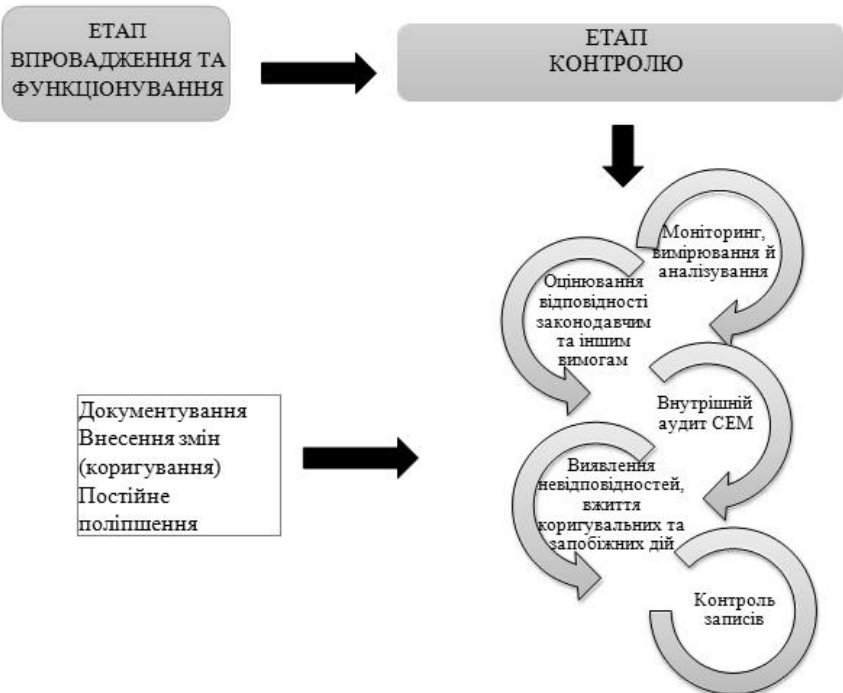 ЕТАП
ВПРОВАДЖЕННЯ ТА
ФУНКЦІОНУВАННЯ
ЕТАП
КОНТРОЛЮ
Моніторинг,
вимірювання й
аналізування
Оцінювання
відповідності
законодавчим
та іншим
вимогам
Внутрішній
аудит СЕМ
Документування
Внесення змін
(коригування)
Постійне
поліпшення
Виявлення
невідповідностей,
вжиття
коригувальних та
запобіжних дій
Контроль
записів